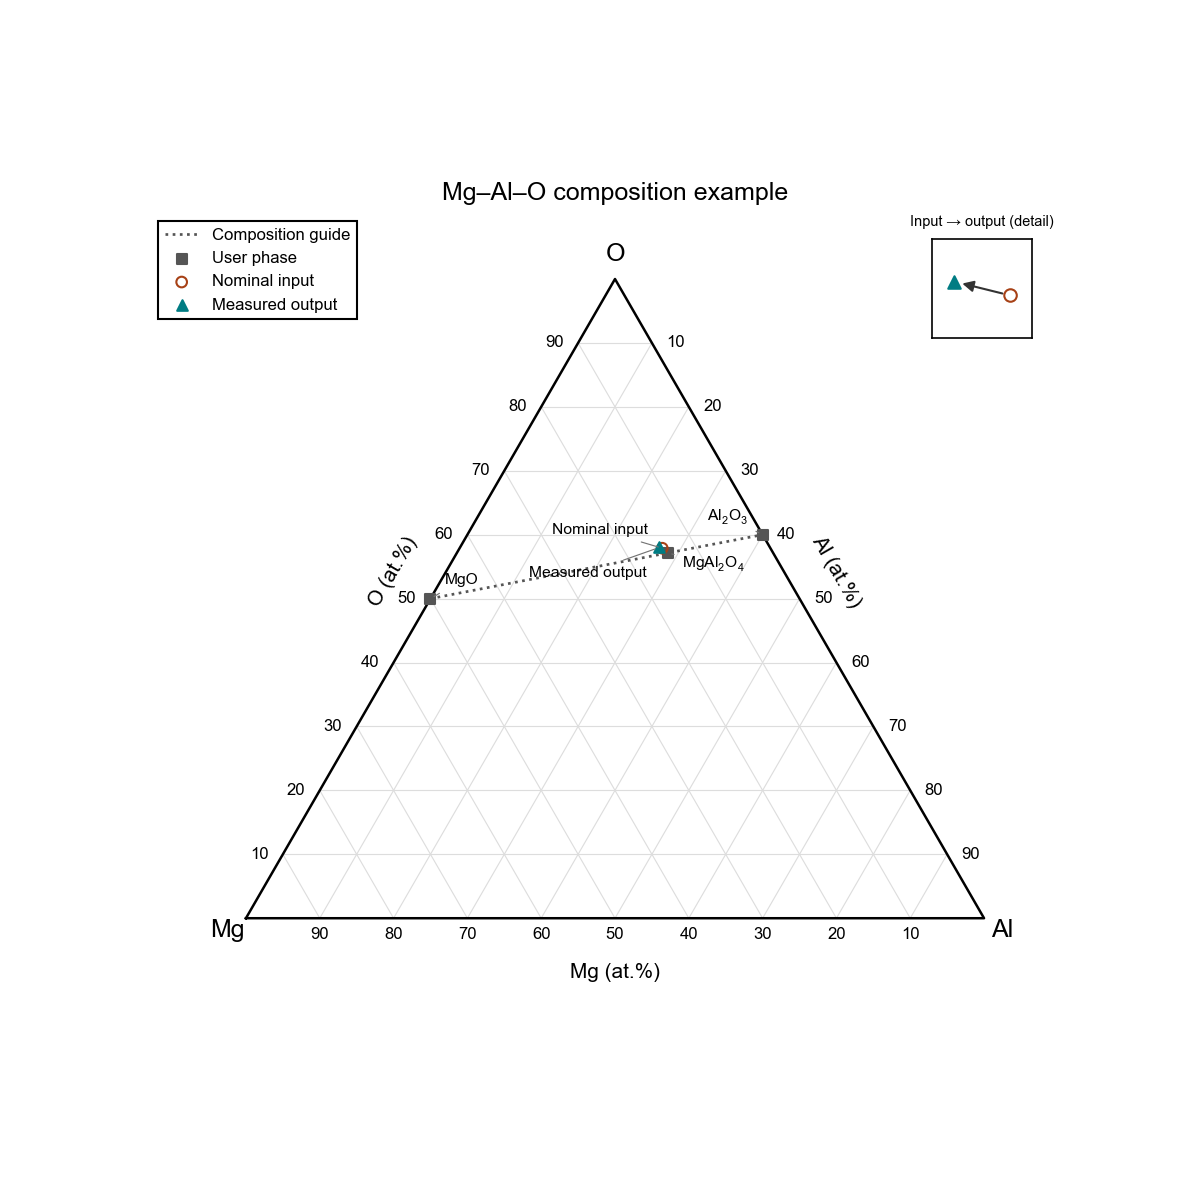 Mg–Al–O composition example
Composition guide
User phase
Nominal input
Measured output
Input → output (detail)
O
90
10
80
20
70
30
Al₂O₃
Nominal input
60
40
O (at.%)
Al (at.%)
MgAl₂O₄
Measured output
MgO
50
50
40
60
30
70
20
80
10
90
Mg
Al
90 80 70 60 50 40 30 20 10
Mg (at.%)